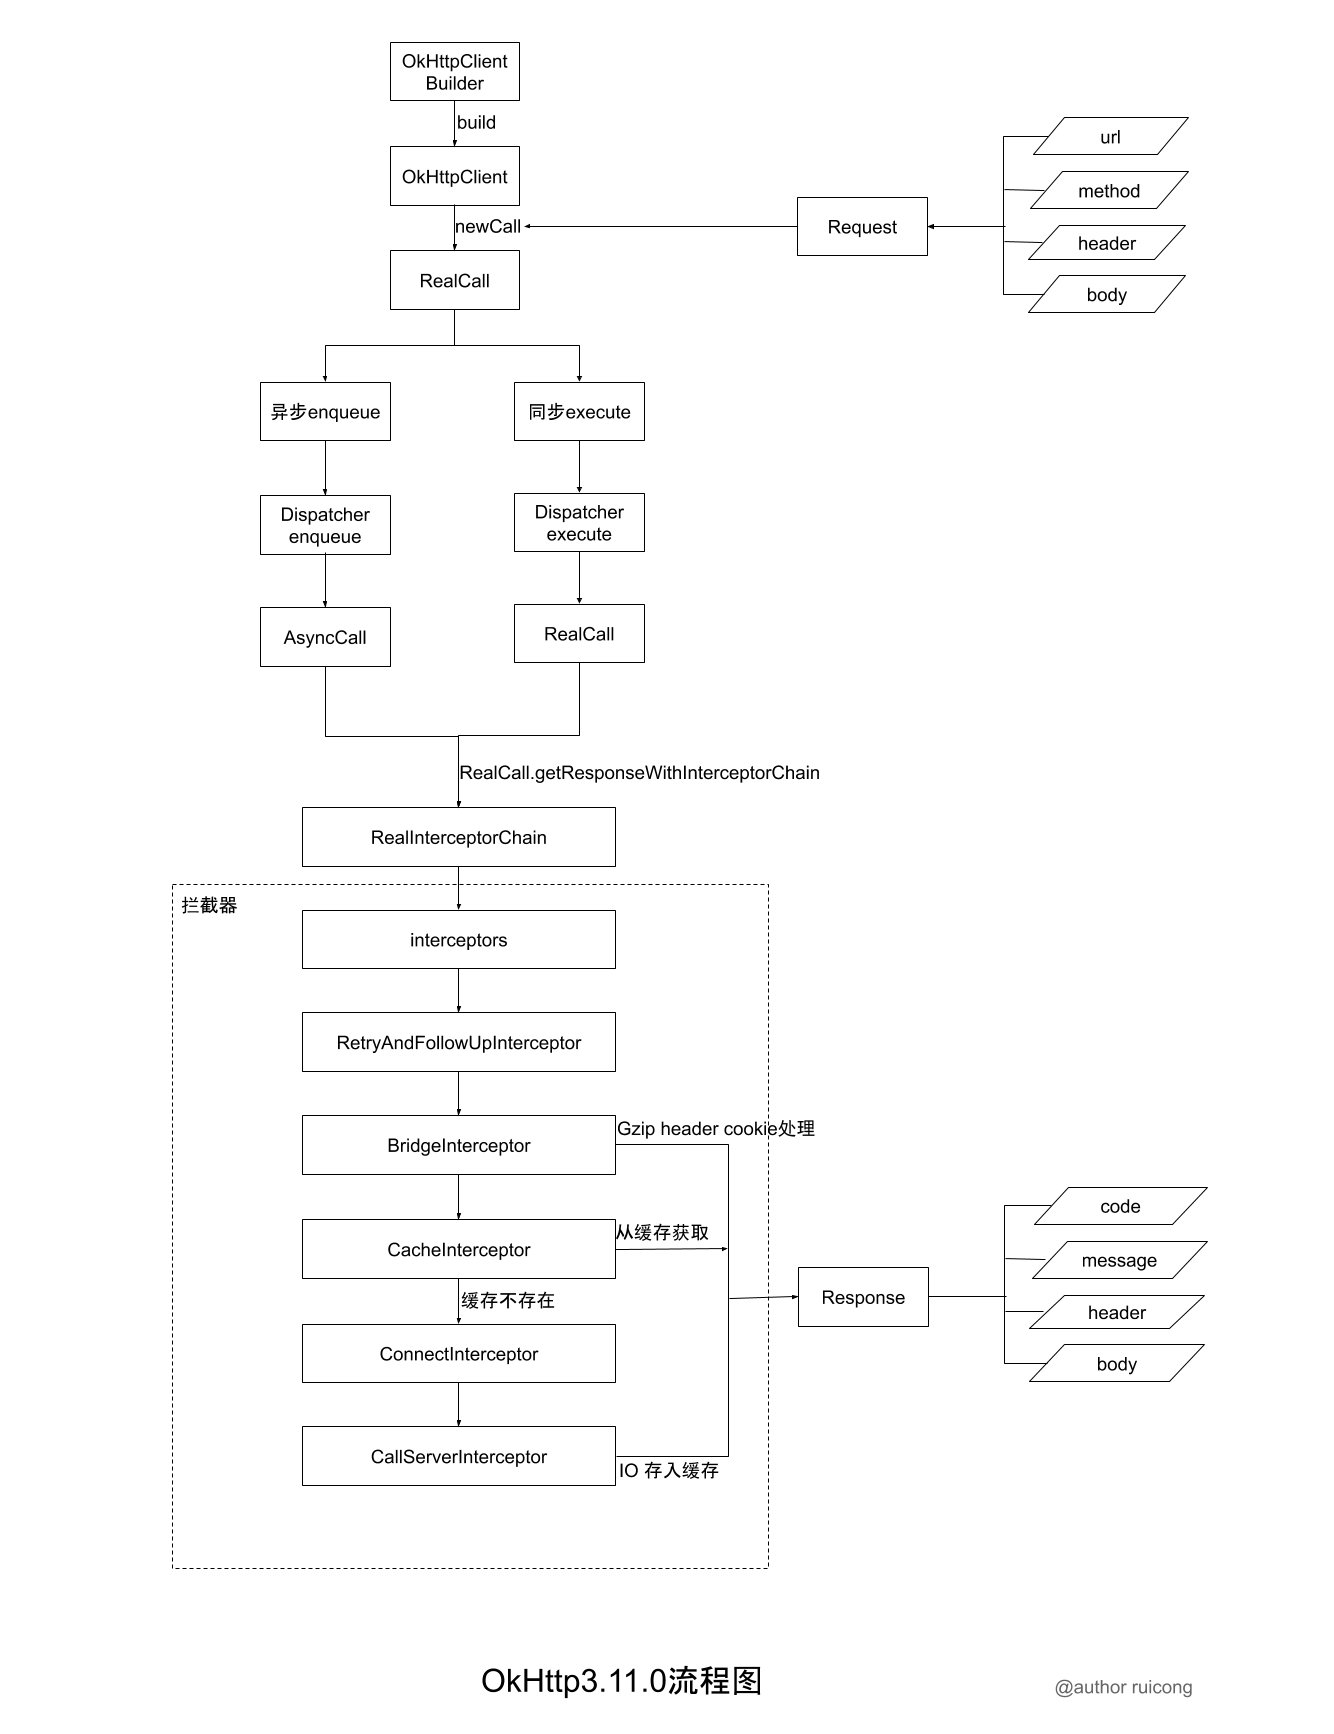 OkHttpClient
Builder
build
OkHttpClient
newCall
Request
url
method
header
body
RealCall
异步enqueue
同步execute
Dispatcher
enqueue
Dispatcher
execute
AsyncCall
RealCall
RealCall.getResponseWithInterceptorChain
RealInterceptorChain
拦截器
interceptors
RetryAndFollowUpInterceptor
BridgeInterceptor
Gzip header cookie处理
CacheInterceptor
从缓存获取
缓存不存在
ConnectInterceptor
CallServerInterceptor
IO 存入缓存
Response
code
message
header
body
OkHttp3.11.0流程图
@author ruicong